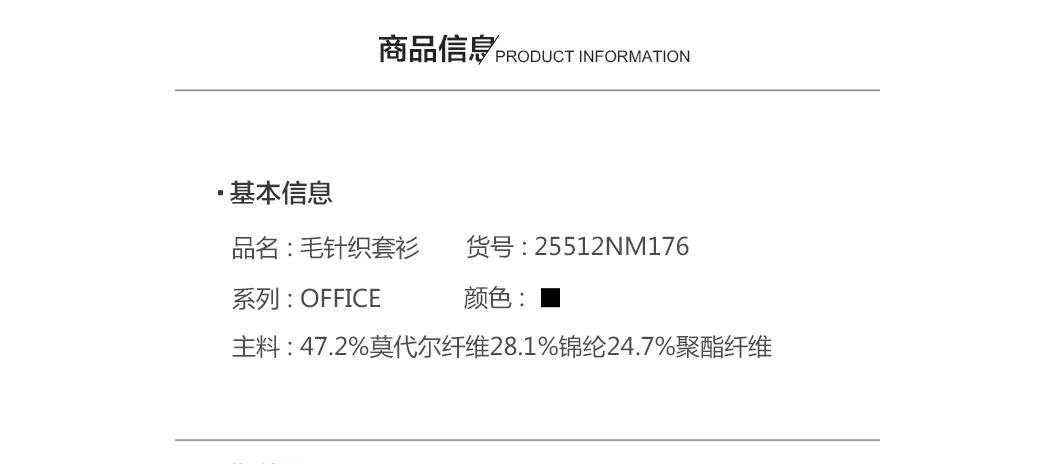 商品信息 PRODUCT INFORMATION
· 基本信息
品名 : 毛针织套衫 货号 : 25512NM176
系列 : OFFICE 颜色 :
主料 : 47.2%莫代尔纤维28.1%锦纶24.7%聚酯纤维